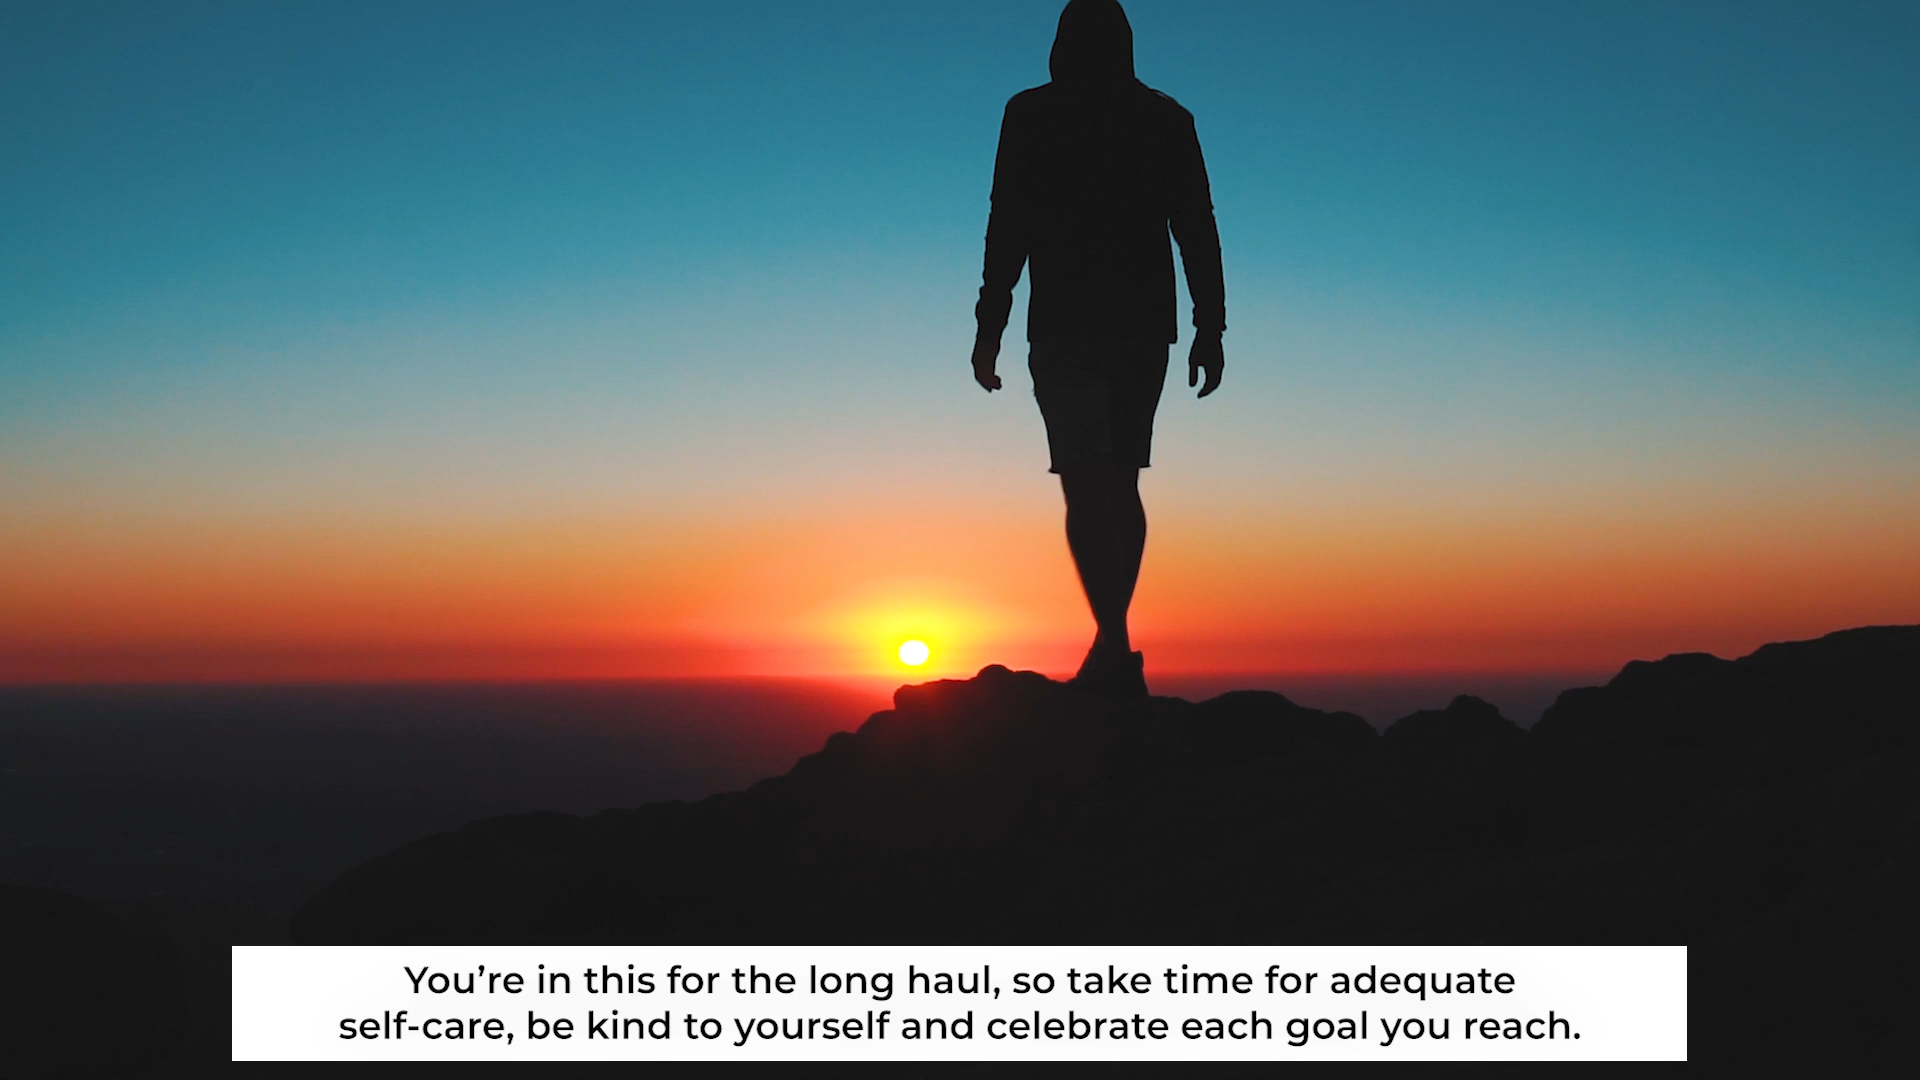 You’re in this for the long haul, so take time for adequate
self-care, be kind to yourself and celebrate each goal you reach.